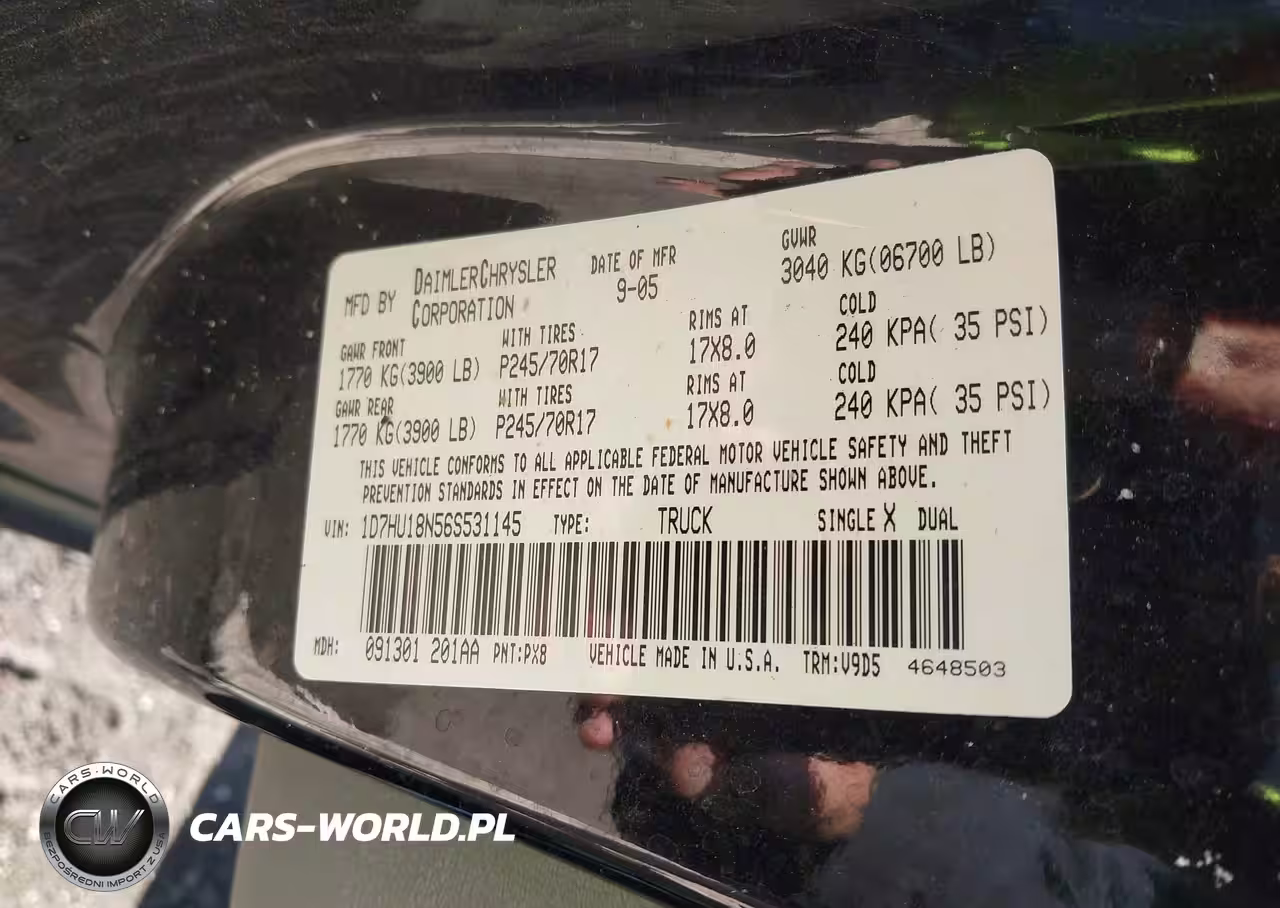 MFD BY DAIMLERCHRYSLER CORPORATION
DATE OF MFR 9-05
GVWR 3040 KG(06700 LB)
GAWR FRONT WITH TIRES RIMS AT COLD
1770 KG(3900 LB) P245/70R17 17X8.0 240 KPA( 35 PSI)
GAWR REAR WITH TIRES RIMS AT COLD
1770 KG(3900 LB) P245/70R17 17X8.0 240 KPA( 35 PSI)
THIS VEHICLE CONFORMS TO ALL APPLICABLE FEDERAL MOTOR VEHICLE SAFETY AND THEFT
PREVENTION STANDARDS IN EFFECT ON THE DATE OF MANUFACTURE SHOWN ABOVE.
VIN: 1D7HU18N56S531145 TYPE: TRUCK SINGLE X DUAL
MDH: 091301 201AA PNT:PX8 VEHICLE MADE IN U.S.A. TRM:V9D5 4648503
CARS-WORLD
CW
BEZPOŚREDNI IMPORT Z USA
CARS-WORLD.PL